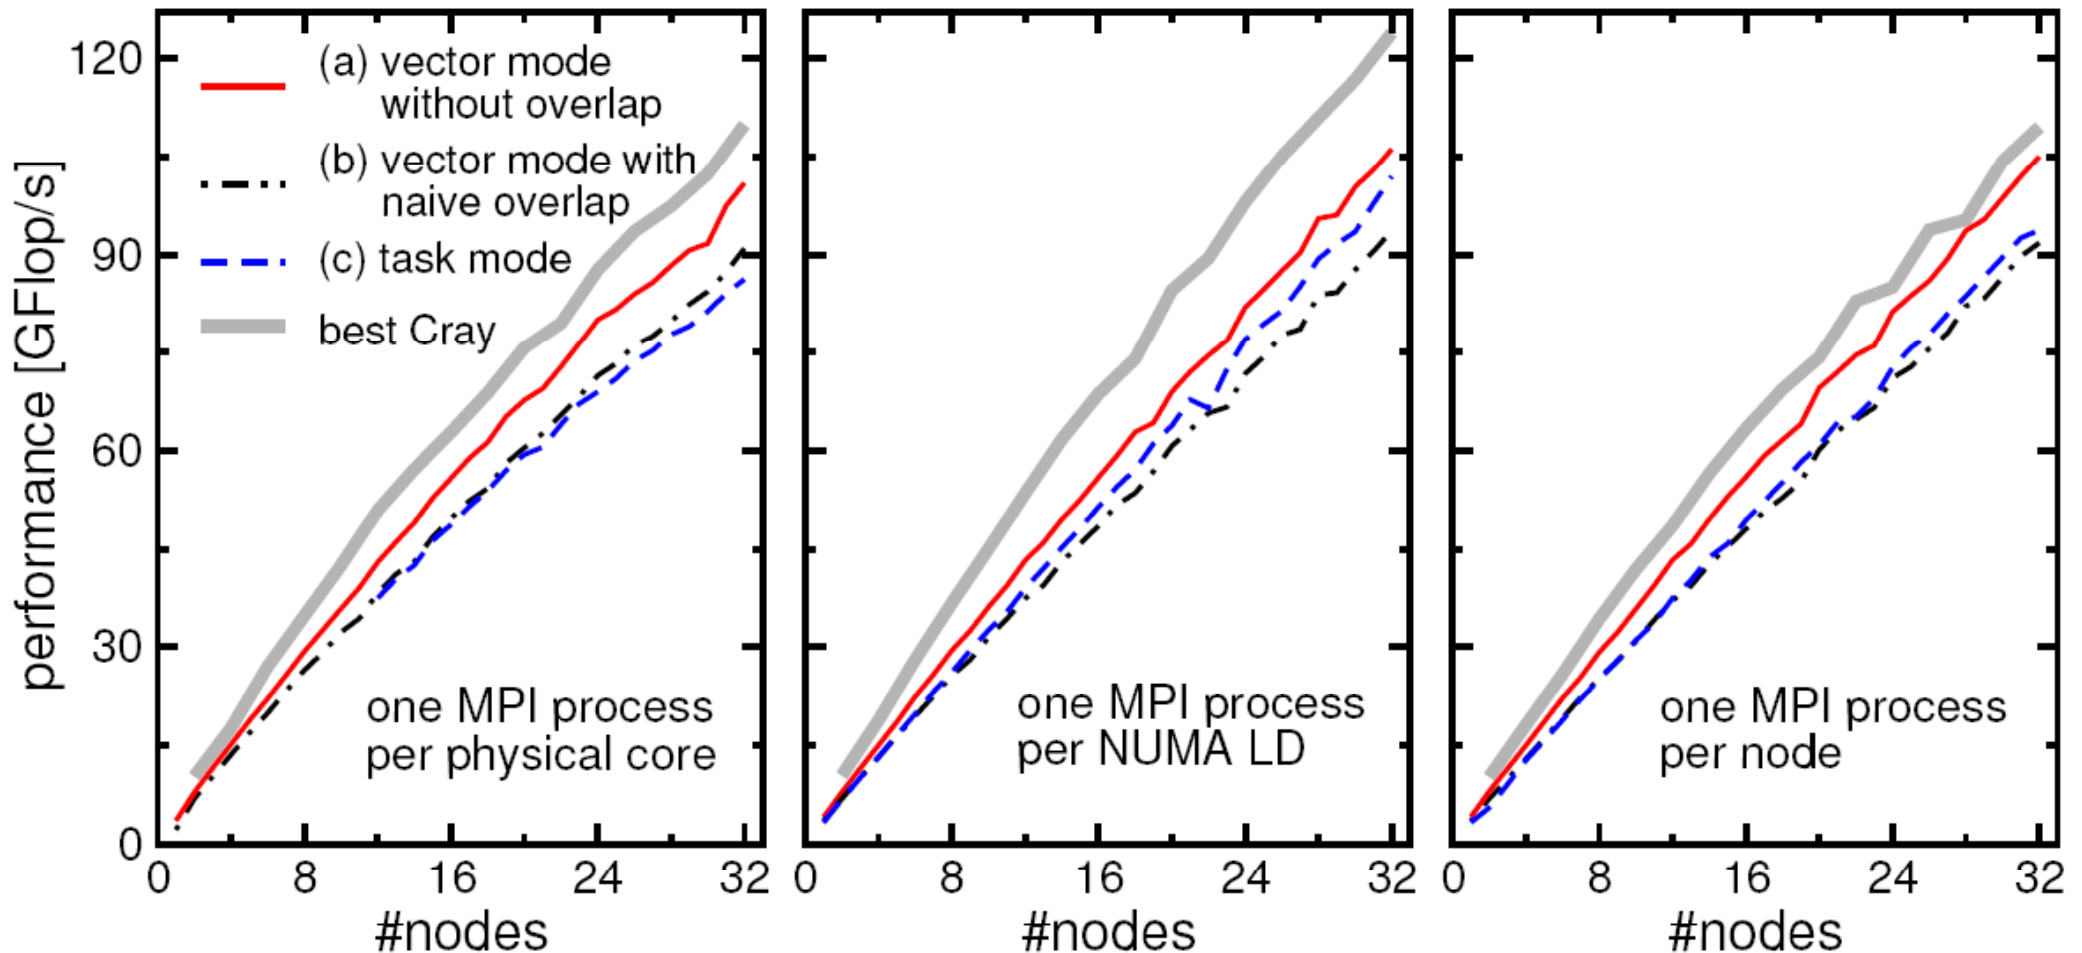 120
90
60
30
0
performance [GFlop/s]
(a) vector mode
without overlap
(b) vector mode with
naive overlap
(c) task mode
best Cray
one MPI process
per physical core
0 8 16 24 32
#nodes
one MPI process
per NUMA LD
0 8 16 24 32
#nodes
one MPI process
per node
0 8 16 24 32
#nodes